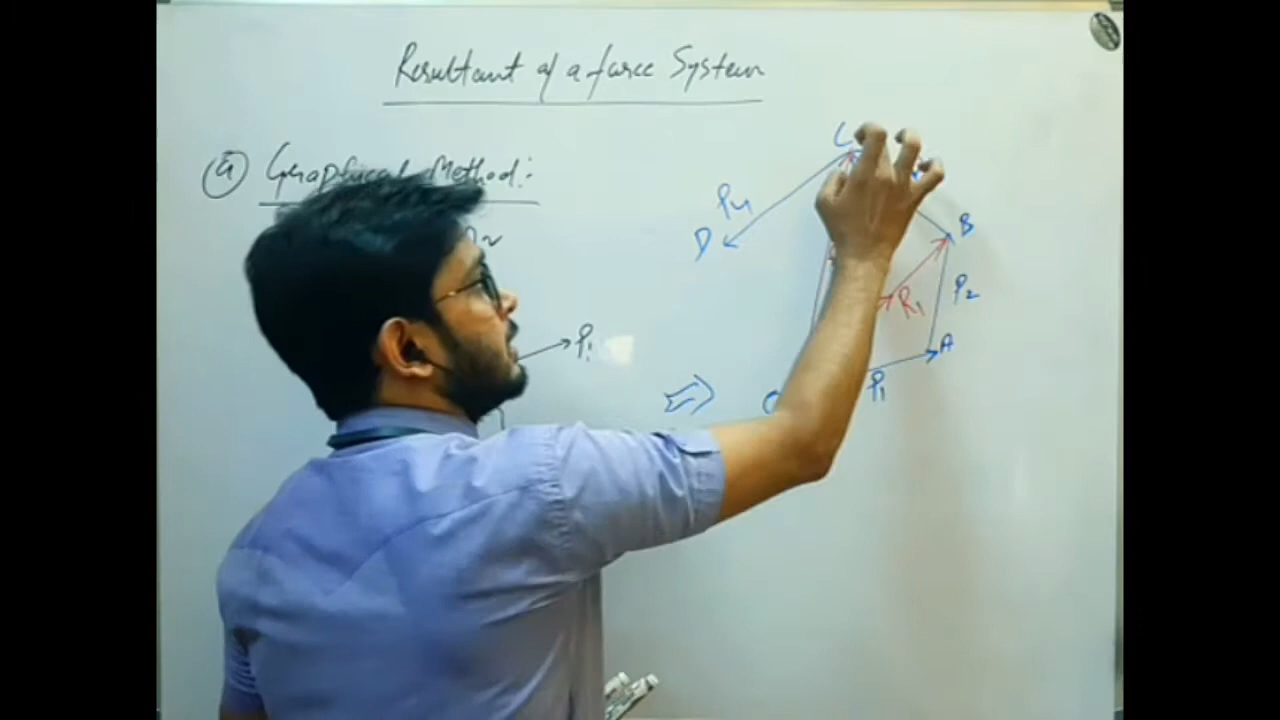 Resultant of a force System
a) Graphical Method:-
P1
C
P4
D
B
R1
P2
A
P1
O